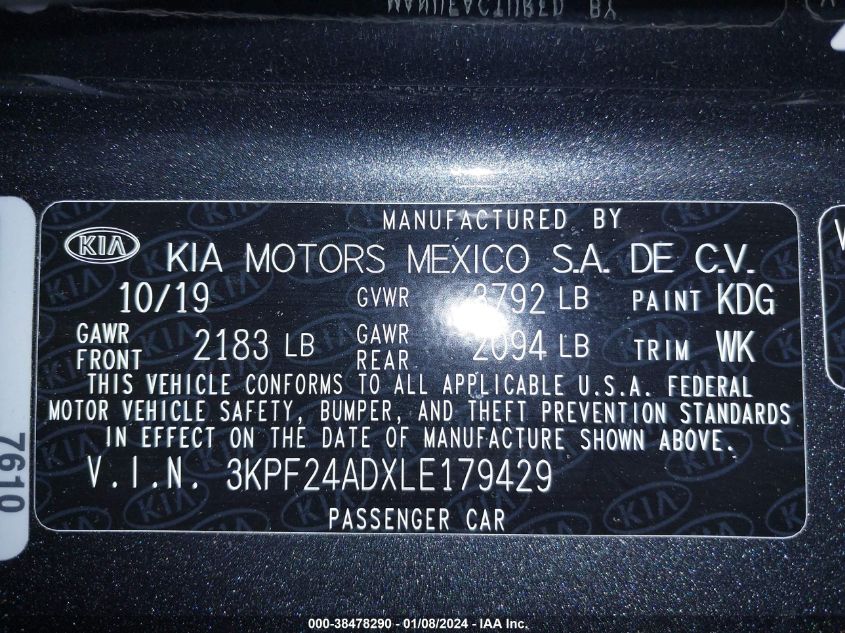 MANUFACTURED BY
MANUFACTURED BY
KIA KIA MOTORS MEXICO S.A. DE C.V.
10/19 GVWR 3792 LB PAINT KDG
GAWR FRONT 2183 LB GAWR REAR 2094 LB TRIM WK
THIS VEHICLE CONFORMS TO ALL APPLICABLE U.S.A. FEDERAL
MOTOR VEHICLE SAFETY, BUMPER, AND THEFT PREVENTION STANDARDS
IN EFFECT ON THE DATE OF MANUFACTURE SHOWN ABOVE.
V.I.N. 3KPF24ADXLE179429
PASSENGER CAR
7610
V
000-38478290 - 01/08/2024 - IAA Inc.